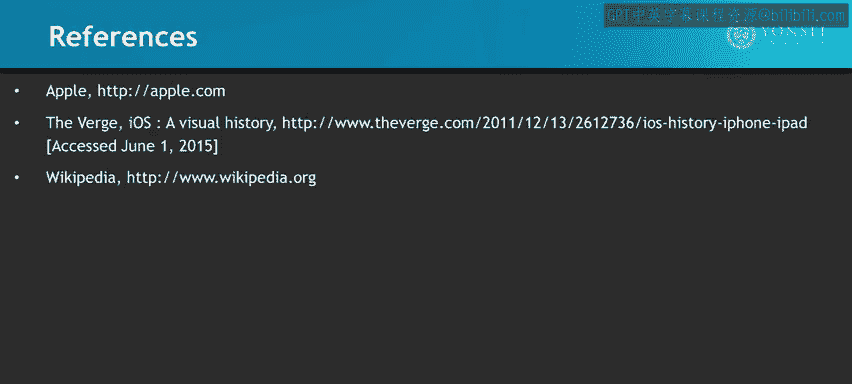 References
YONSEI
• Apple, http://apple.com
• The Verge, iOS : A visual history, http://www.theverge.com/2011/12/13/2612736/ios-history-iphone-ipad
[Accessed June 1, 2015]
• Wikipedia, http://www.wikipedia.org